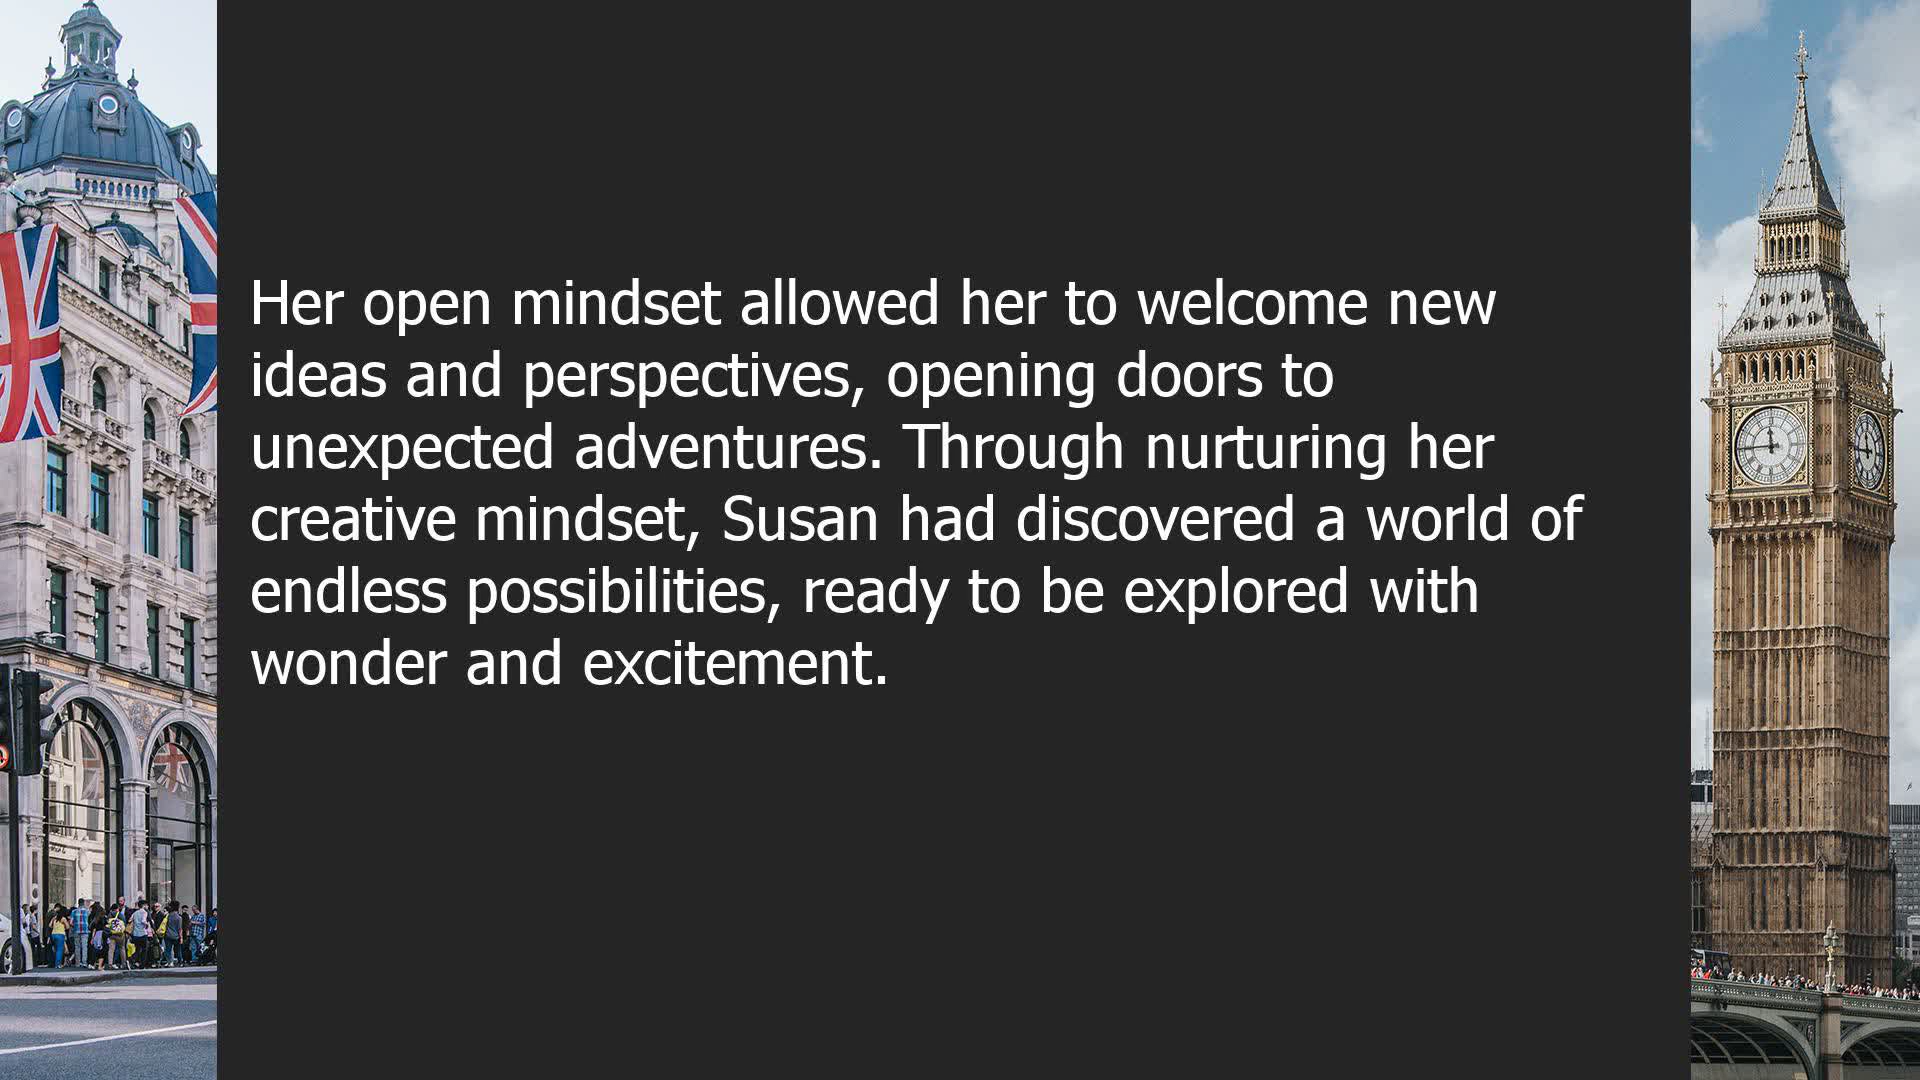 Her open mindset allowed her to welcome new
ideas and perspectives, opening doors to
unexpected adventures. Through nurturing her
creative mindset, Susan had discovered a world of
endless possibilities, ready to be explored with
wonder and excitement.